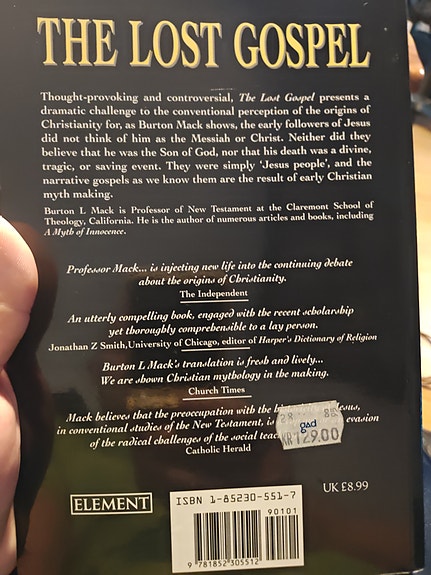 THE LOST GOSPEL
Thought-provoking and controversial, The Lost Gospel presents a
dramatic challenge to the conventional perception of the origins of
Christianity for, as Burton Mack shows, the early followers of Jesus
did not think of him as the Messiah or Christ. Neither did they
believe that he was the Son of God, nor that his death was a divine,
tragic, or saving event. They were simply 'Jesus people', and the
narrative gospels as we know them are the result of early Christian
myth making.
Burton L Mack is Professor of New Testament at the Claremont School of
Theology, California. He is the author of numerous articles and books, including
A Myth of Innocence.
Professor Mack... is injecting new life into the continuing debate
about the origins of Christianity.
The Independent
An utterly compelling book, engaged with the recent scholarship
yet thoroughly comprehensible to a lay person.
Jonathan Z Smith,University of Chicago, editor of Harper's Dictionary of Religion
Burton L Mack's translation is fresh and lively...
We are shown Christian mythology in the making.
Church Times
Mack believes that the preoccupation with the Jesus,
in conventional studies of the New Testament, is evasion
of the radical challenges of the social
Catholic Herald
gad
KR129.00
ELEMENT
UK £8.99
ISBN 1-85230-551-7
90101
9 781852 305512